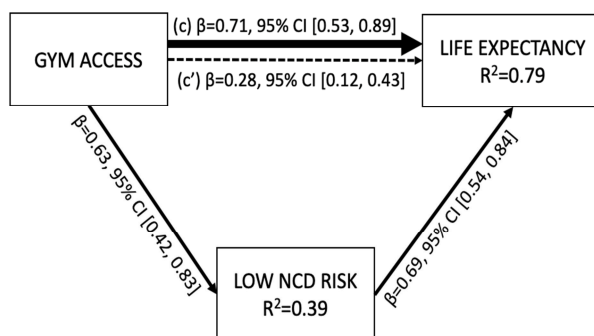 (c) β=0.71, 95% CI [0.53, 0.89]
GYM ACCESS
LIFE EXPECTANCY
R²=0.79
(c’) β=0.28, 95% CI [0.12, 0.43]
β=0.63, 95% CI [0.42, 0.83]
β=0.69, 95% CI [0.54, 0.84]
LOW NCD RISK
R²=0.39